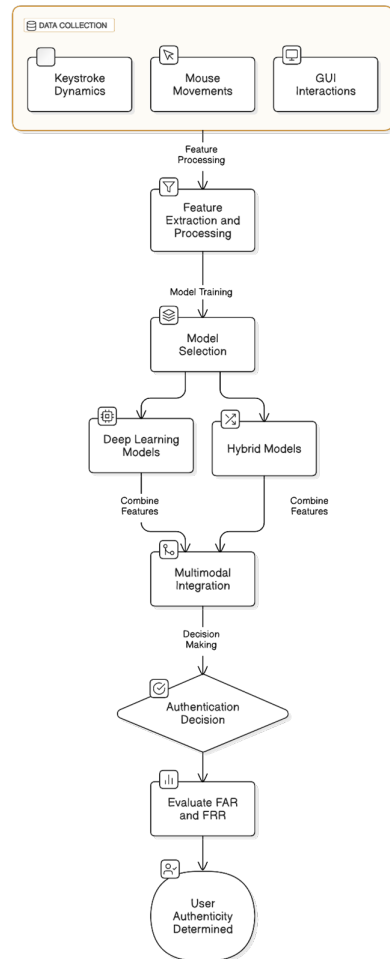 DATA COLLECTION
Keystroke
Dynamics
Mouse
Movements
GUI
Interactions
Feature
Processing
Feature
Extraction and
Processing
Model Training
Model
Selection
Deep Learning
Models
Hybrid Models
Combine
Features
Combine
Features
Multimodal
Integration
Decision
Making
Authentication
Decision
Evaluate FAR
and FRR
User
Authenticity
Determined